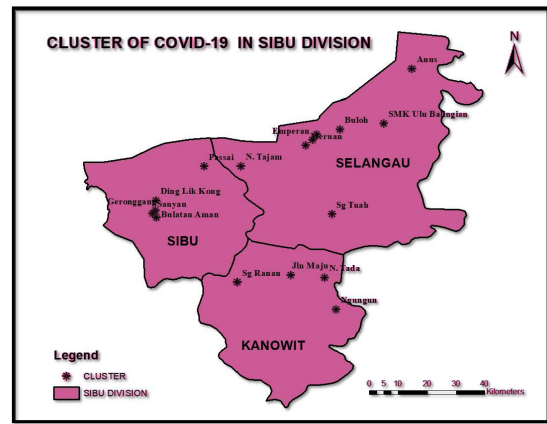 CLUSTER OF COVID-19 IN SIBU DIVISION
N
Anus
Buloh
SMK Ulu Balingian
Emperan
Teruan
Passai
N. Tajam
SELANGAU
Ding Lik Kong
Geronggang
Sanyan
Bulatan Aman
Sg Tuah
SIBU
Sg Ranan
Jln Maju
N. Tada
Ngungun
KANOWIT
Legend
CLUSTER
SIBU DIVISION
0 5 10 20 30 40
Kilometers